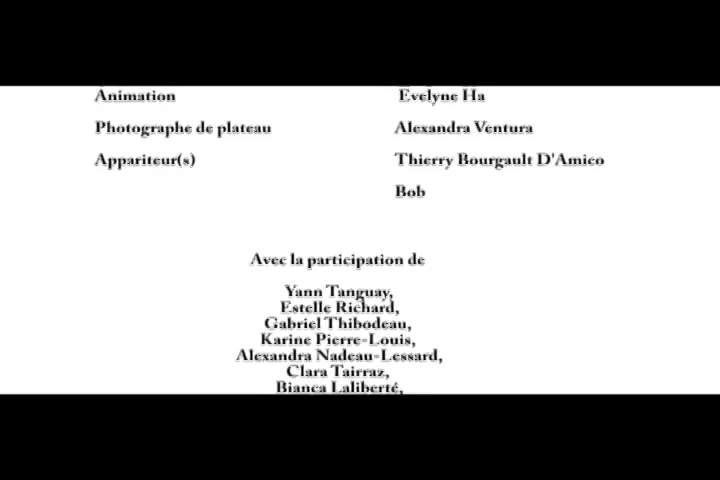 Animation Evelyne Ha
Photographe de plateau Alexandra Ventura
Appariteur(s) Thierry Bourgault D'Amico
Bob
Avec la participation de
Yann Tanguay,
Estelle Richard,
Gabriel Thibodeau,
Karine Pierre-Louis,
Alexandra Nadeau-Lessard,
Clara Tairraz,
Bianca Laliberté,